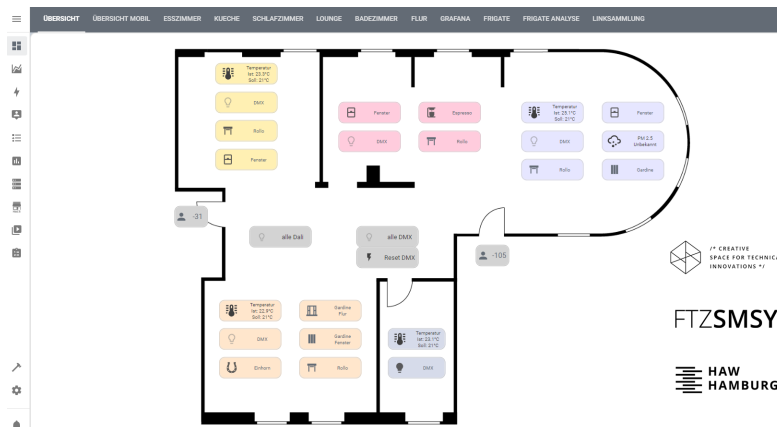 ÜBERSICHT ÜBERSICHT MOBIL ESSZIMMER KUECHE SCHLAFZIMMER LOUNGE BADEZIMMER FLUR GRAFANA FRIGATE FRIGATE ANALYSE LINKSAMMLUNG
Temperatur
Ist: 23.3°C
Soll: 21°C
DMX
Rollo
Fenster
Fenster
Espresso
DMX
Rollo
Temperatur
Ist: 23.1°C
Soll: 21°C
Fenster
DMX
PM 2.5
Unbekannt
Rollo
Gardine
-31
alle Dali
alle DMX
Reset DMX
-105
/* CREATIVE
SPACE FOR TECHNICA
INNOVATIONS */
Temperatur
Ist: 22.9°C
Soll: 21°C
Gardine
Flur
DMX
Gardine
Fenster
Einhorn
Rollo
Temperatur
Ist: 23.1°C
Soll: 21°C
DMX
FTZSMSY
HAW
HAMBURG